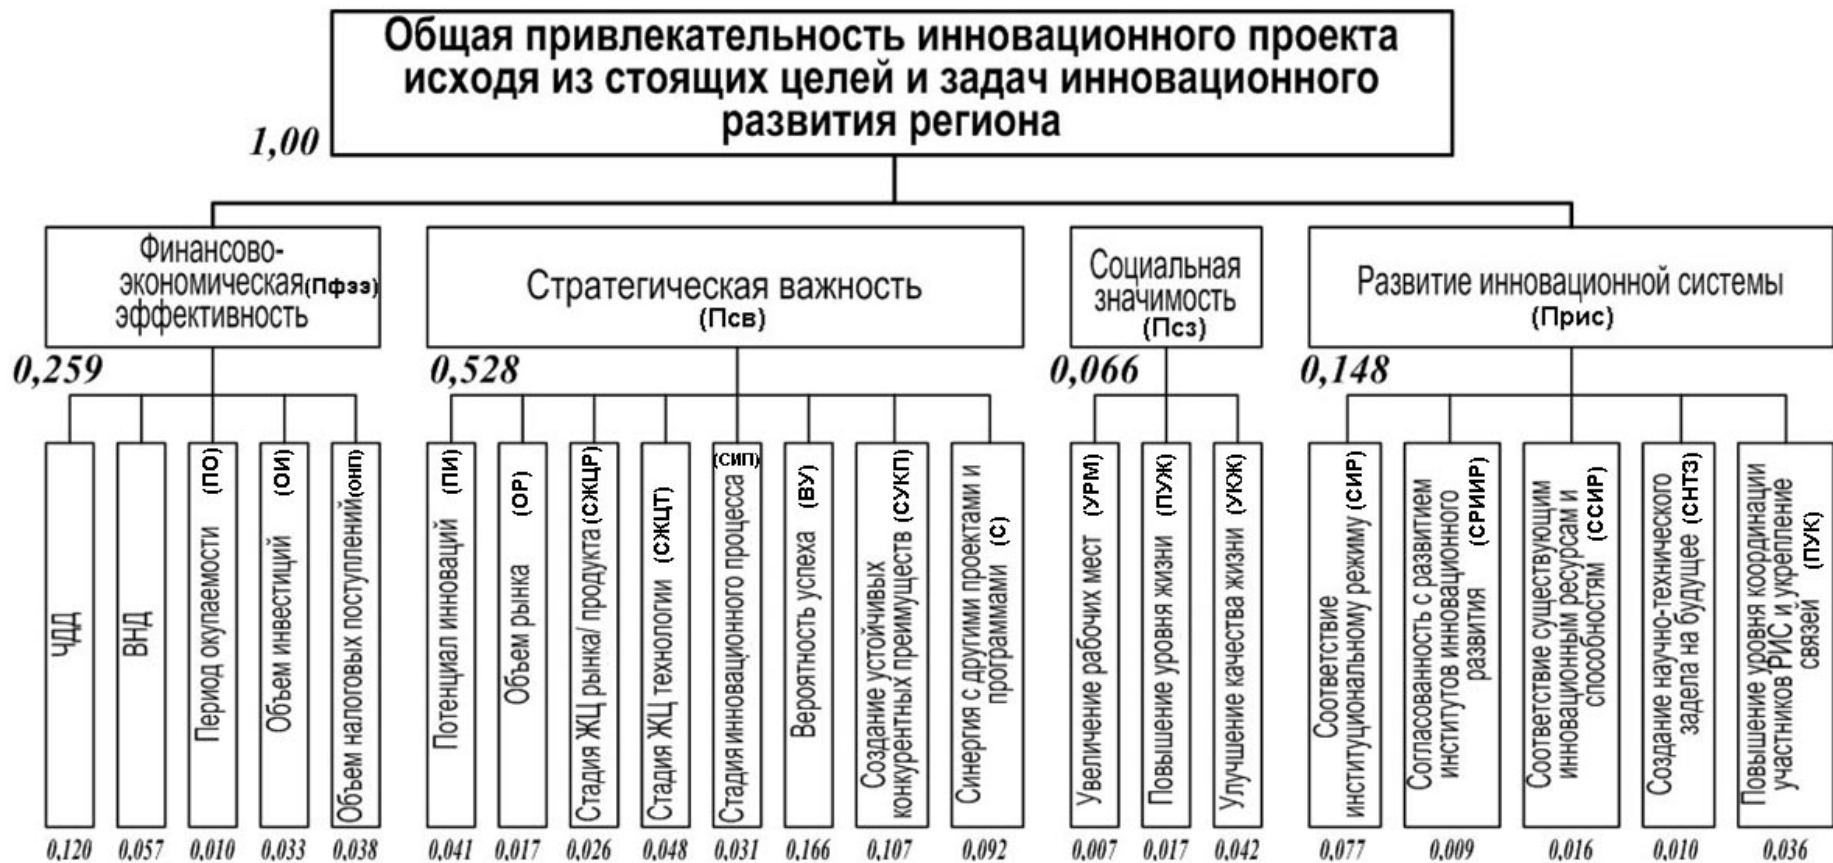 Общая привлекательность инновационного проекта
исходя из стоящих целей и задач инновационного
развития региона
1,00
Финансово-
экономическая(Пфээ)
эффективность
0,259
Стратегическая важность
(Псв)
0,528
Социальная
значимость
(Псз)
0,066
Развитие инновационной системы
(Прис)
0,148
ЧДД
ВНД
Период окупаемости (ПО)
Объем инвестиций (ОИ)
Объем налоговых поступлений(ОНП)
Потенциал инноваций (ПИ)
Объем рынка (ОР)
Стадия ЖЦ рынка/ продукта (СЖЦР)
Стадия ЖЦ технологии (СЖЦТ)
Стадия инновационного процесса (СИП)
Вероятность успеха (ВУ)
Создание устойчивых
конкурентных преимуществ (СУКП)
Синергия с другими проектами и
программами (С)
Увеличение рабочих мест (УРМ)
Повышение уровня жизни (ПУЖ)
Улучшение качества жизни (УКЖ)
Соответствие
институциональному режиму (СИР)
Согласованность с развитием
институтов инновационного
развития (СРИИР)
Соответствие существующим
инновационным ресурсам и
способностям (ССИР)
Создание научно-технического
задела на будущее (СНТЗ)
Повышение уровня координации
участников РИС и укрепление
связей (ПУК)
0,120 0,057 0,010 0,033 0,038 0,041 0,017 0,026 0,048 0,031 0,166 0,107 0,092 0,007 0,017 0,042 0,077 0,009 0,016 0,010 0,036